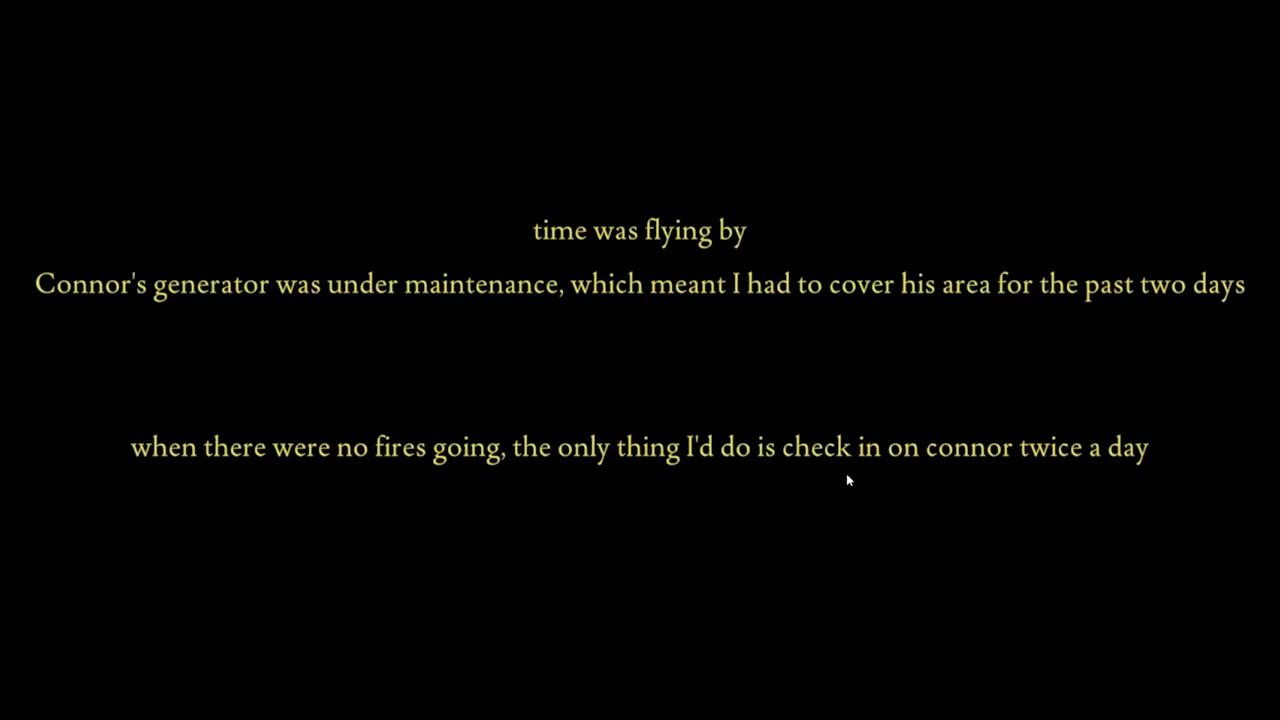 time was flying by
Connor's generator was under maintenance, which meant I had to cover his area for the past two days
when there were no fires going, the only thing I'd do is check in on connor twice a day